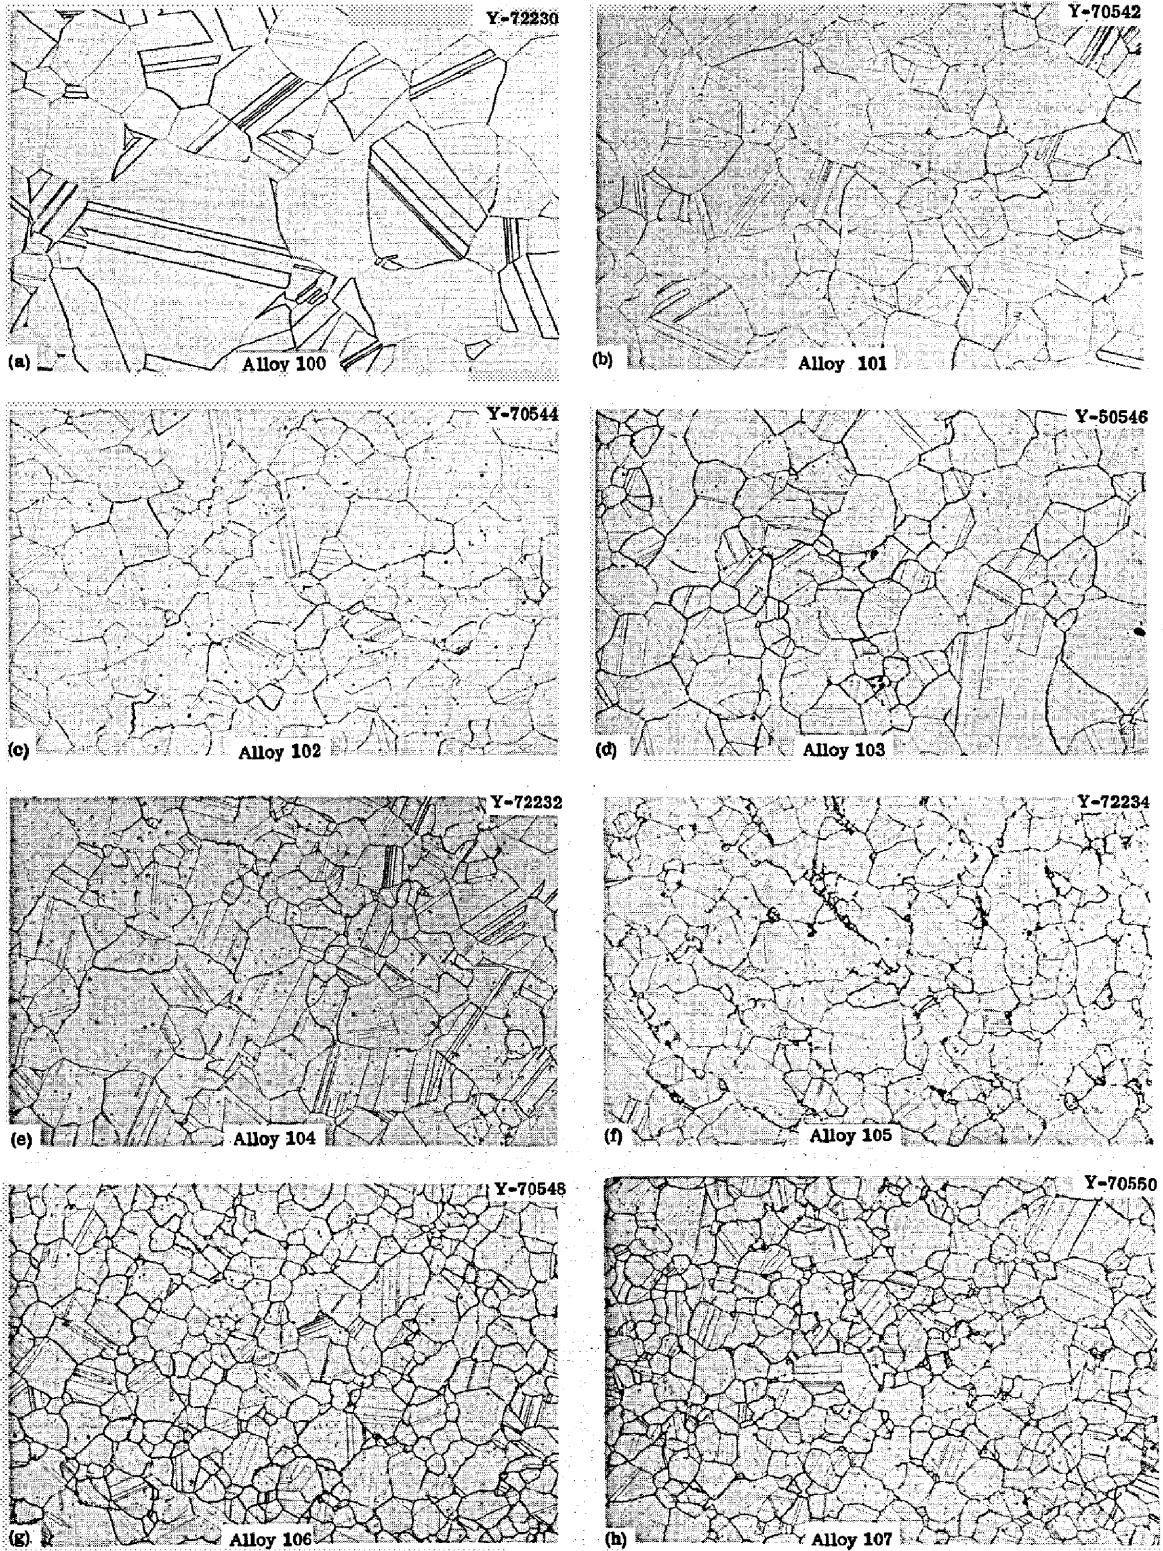 Y-72230
(a) Alloy 100
Y-70542
(b) Alloy 101
Y-70544
(c) Alloy 102
Y-50546
(d) Alloy 103
Y-72232
(e) Alloy 104
Y-72234
(f) Alloy 105
Y-70548
(g) Alloy 106
Y-70550
(h) Alloy 107